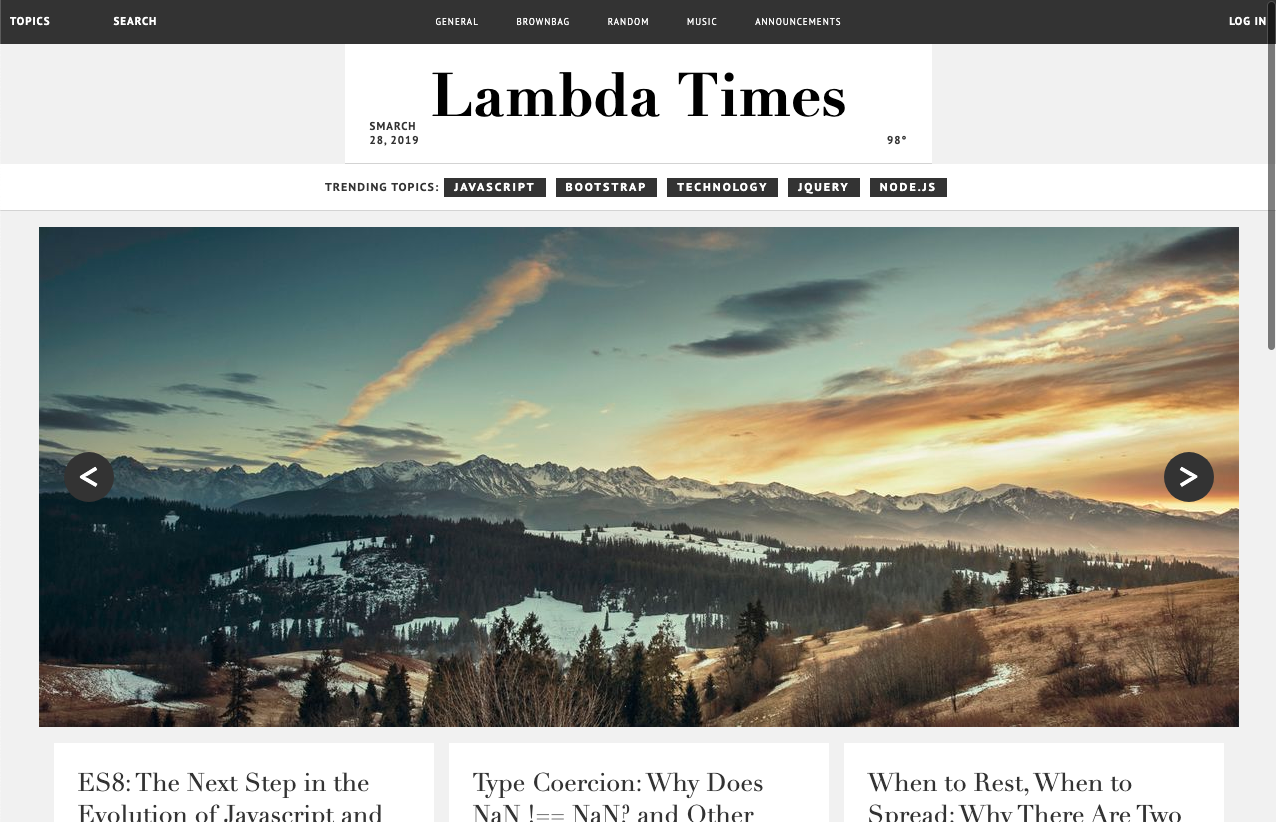 TOPICS SEARCH GENERAL BROWNBAG RANDOM MUSIC ANNOUNCEMENTS LOG IN
Lambda Times
SMARCH
28, 2019
98°
TRENDING TOPICS: JAVASCRIPT BOOTSTRAP TECHNOLOGY JQUERY NODE.JS
< >
ES8: The Next Step in the
Evolution of Javascript and
Type Coercion: Why Does
NaN !== NaN? and Other
When to Rest, When to
Spread: Why There Are Two